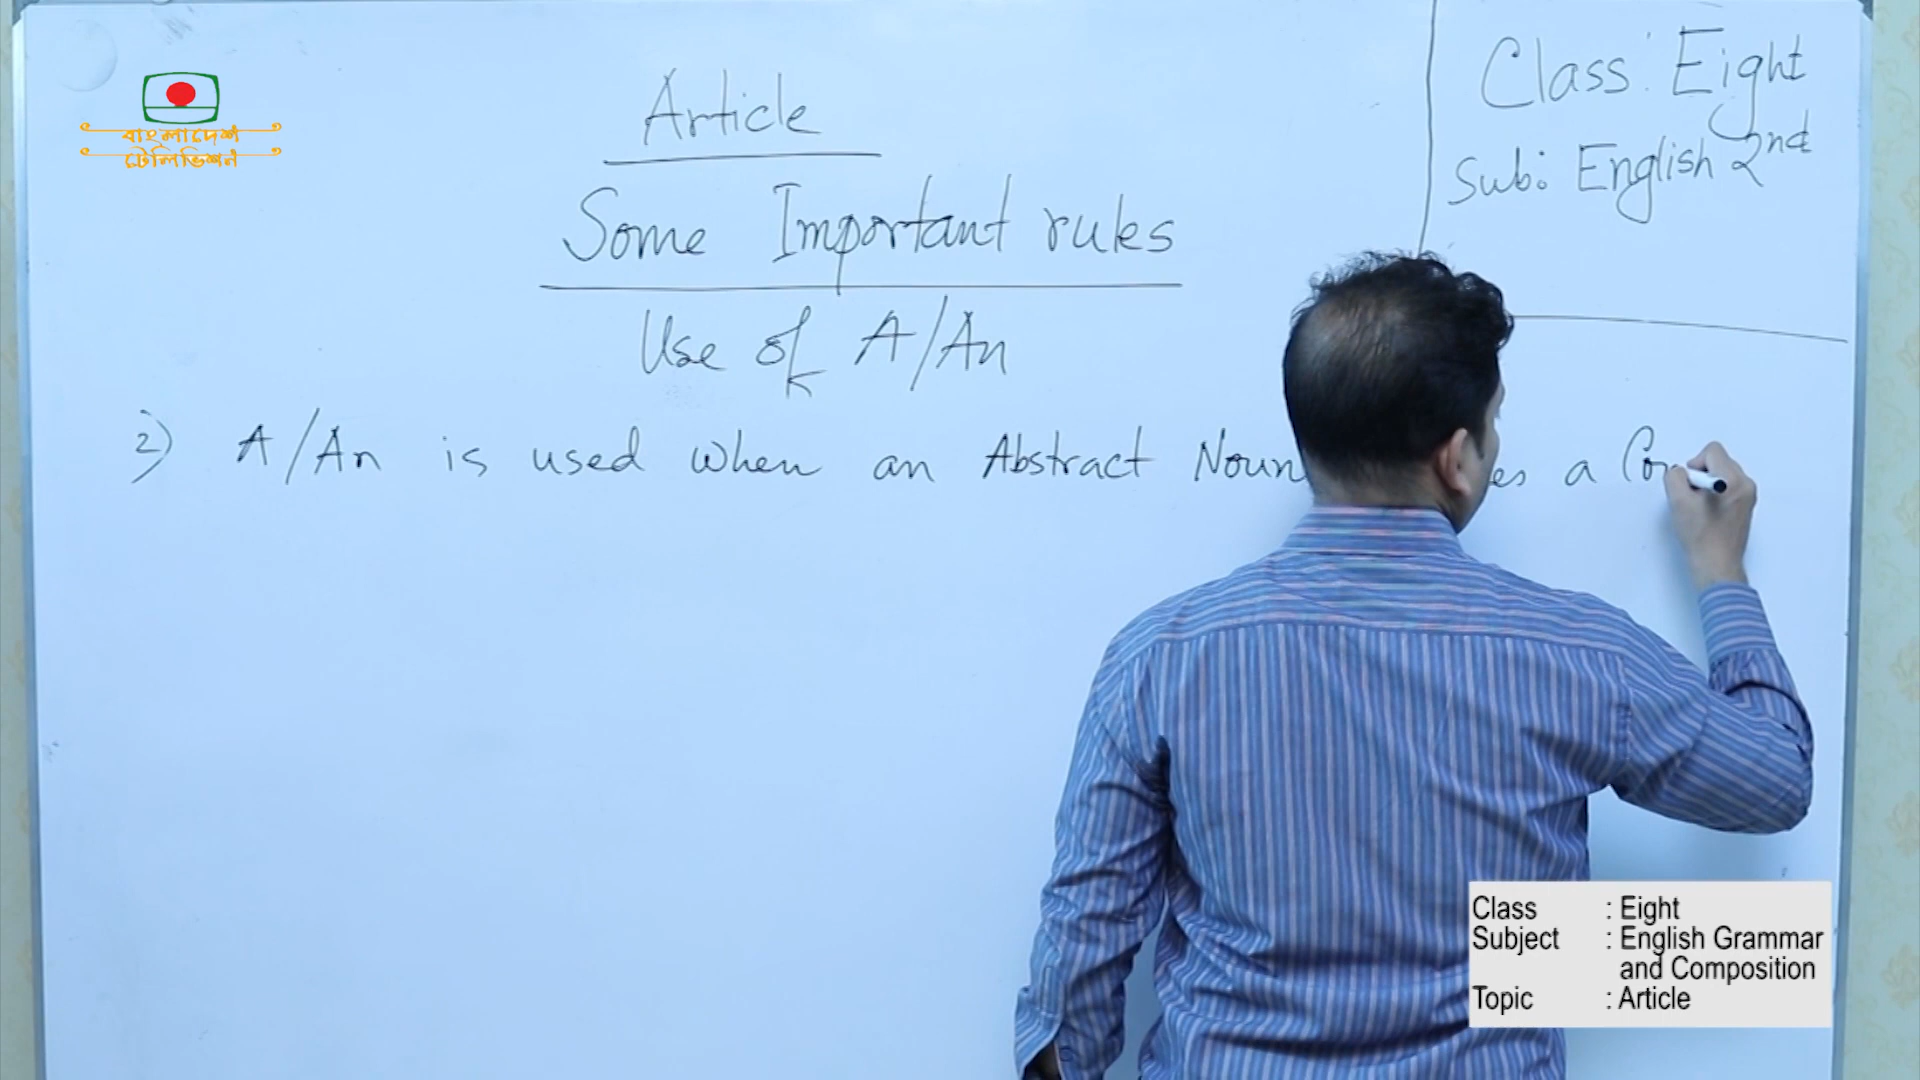 বাংলাদেশ
টেলিভিশন
Article
Some Important rules
Use of A/An
Class: Eight
Sub: English 2nd
2) A/An is used when an Abstract Noun a
Class : Eight
Subject : English Grammar
and Composition
Topic : Article